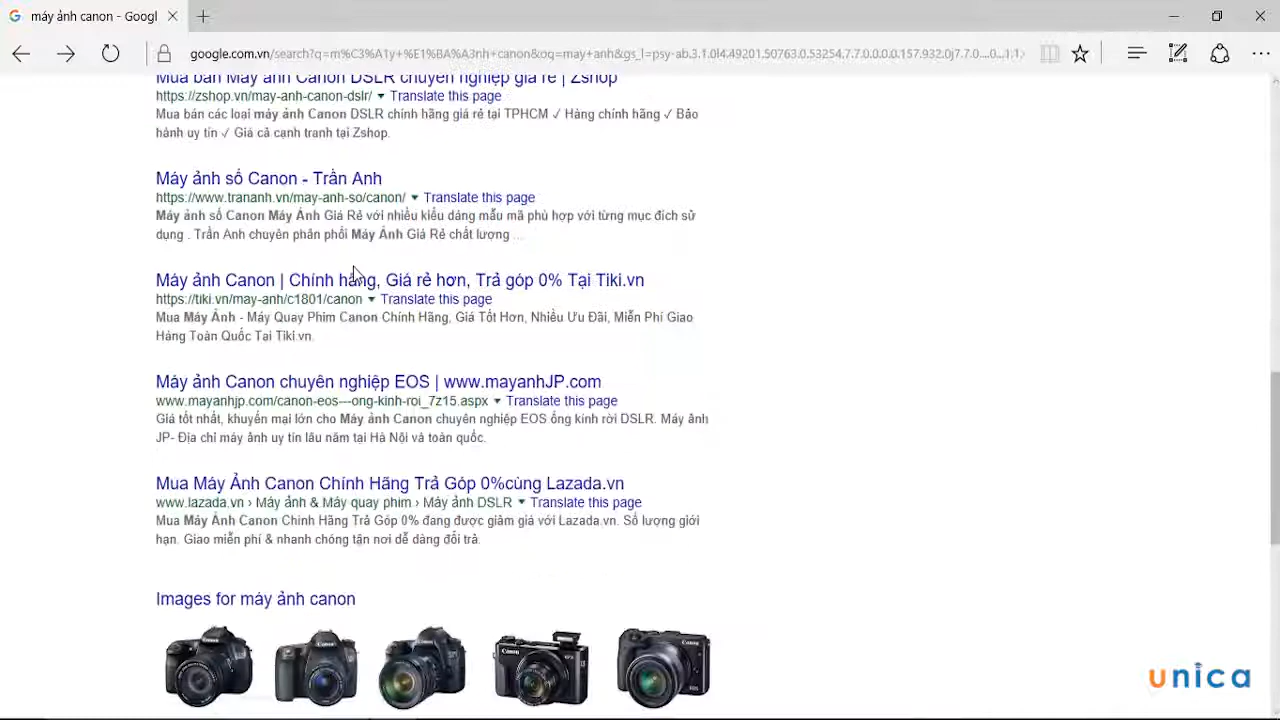 máy ảnh canon - Googl
google.com.vn/search?q=m%C3%A1y+%E1%BA%A3nh+canon&oq=may+anh&gs_l=psy-ab.3.1.0l4.49201.50763.0.53254.7.7.0.0.0.0.157.932.0j7.7.0....0...1.1.
Mua bán Máy ảnh Canon DSLR chuyên nghiệp giá rẻ | Zshop
https://zshop.vn/may-anh-canon-dslr/ Translate this page
Mua bán các loại máy ảnh Canon DSLR chính hãng giá rẻ tại TPHCM ✓ Hàng chính hãng ✓ Bảo
hành uy tín ✓ Giá cả cạnh tranh tại Zshop.
Máy ảnh số Canon - Trần Anh
https://www.trananh.vn/may-anh-so/canon/ Translate this page
Máy ảnh số Canon Máy Ảnh Giá Rẻ với nhiều kiểu dáng mẫu mã phù hợp với từng mục đích sử
dụng . Trần Anh chuyên phân phối Máy Ảnh Giá Rẻ chất lượng ...
Máy ảnh Canon | Chính hãng, Giá rẻ hơn, Trả góp 0% Tại Tiki.vn
https://tiki.vn/may-anh/c1801/canon Translate this page
Mua Máy Ảnh - Máy Quay Phim Canon Chính Hãng, Giá Tốt Hơn, Nhiều Ưu Đãi, Miễn Phí Giao
Hàng Toàn Quốc Tại Tiki.vn.
Máy ảnh Canon chuyên nghiệp EOS | www.mayanhJP.com
www.mayanhjp.com/canon-eos---ong-kinh-roi_7z15.aspx Translate this page
Giá tốt nhất, khuyến mại lớn cho Máy ảnh Canon chuyên nghiệp EOS ống kính rời DSLR. Máy ảnh
JP- Địa chỉ máy ảnh uy tín lâu năm tại Hà Nội và toàn quốc.
Mua Máy Ảnh Canon Chính Hãng Trả Góp 0%cùng Lazada.vn
www.lazada.vn › Máy ảnh & Máy quay phim › Máy ảnh DSLR Translate this page
Mua Máy Ảnh Canon Chính Hãng Trả Góp 0% đang được giảm giá với Lazada.vn. Số lượng giới
hạn. Giao miễn phí & nhanh chóng tận nơi dễ dàng đổi trả.
Images for máy ảnh canon
unica